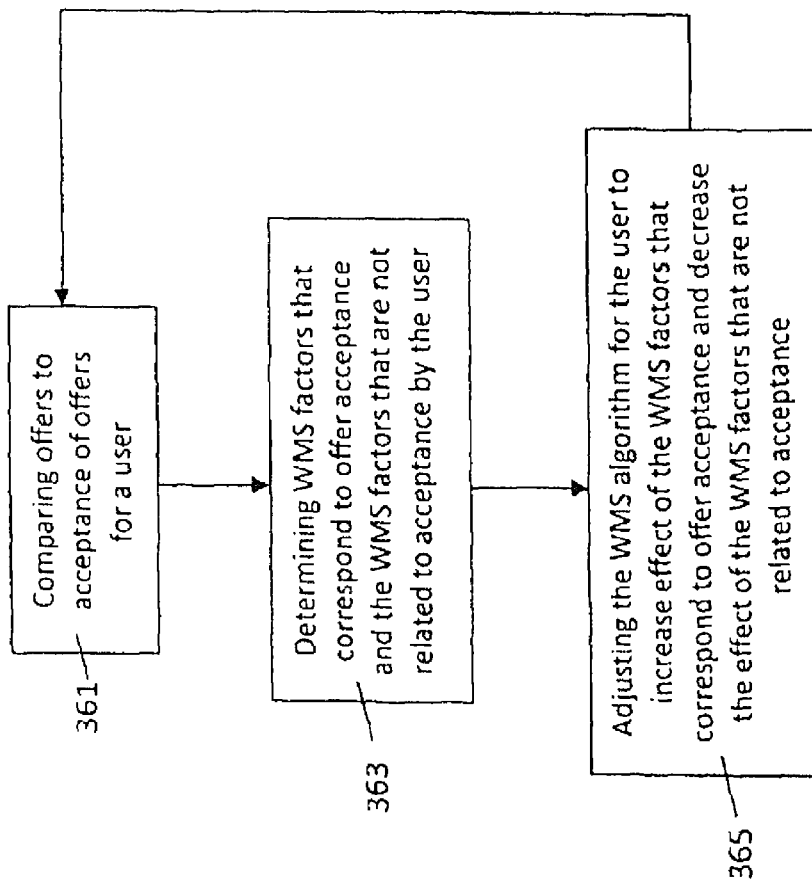 Comparing offers to
acceptance of offers
for a user
361
Determining WMS factors that
correspond to offer acceptance
and the WMS factors that are not
related to acceptance by the user
363
Adjusting the WMS algorithm for the user to
increase effect of the WMS factors that
correspond to offer acceptance and decrease
the effect of the WMS factors that are not
related to acceptance
365